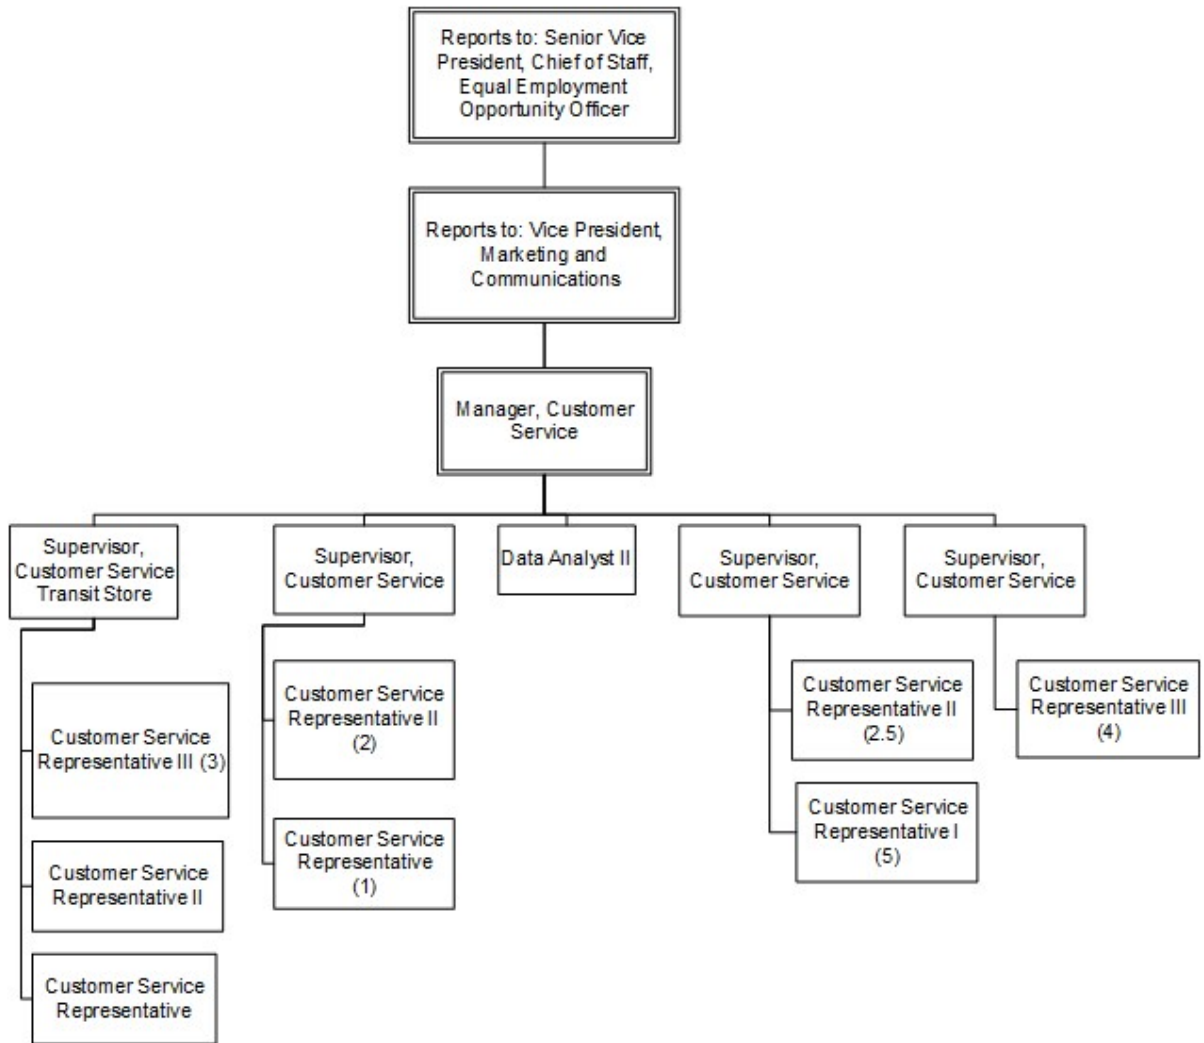 Reports to: Senior Vice
President, Chief of Staff,
Equal Employment
Opportunity Officer
Reports to: Vice President,
Marketing and
Communications
Manager, Customer
Service
Supervisor,
Customer Service
Transit Store
Supervisor,
Customer Service
Data Analyst II
Supervisor,
Customer Service
Supervisor,
Customer Service
Customer Service
Representative III (3)
Customer Service
Representative II
Customer Service
Representative
Customer Service
Representative II
(2)
Customer Service
Representative
(1)
Customer Service
Representative II
(2.5)
Customer Service
Representative I
(5)
Customer Service
Representative III
(4)